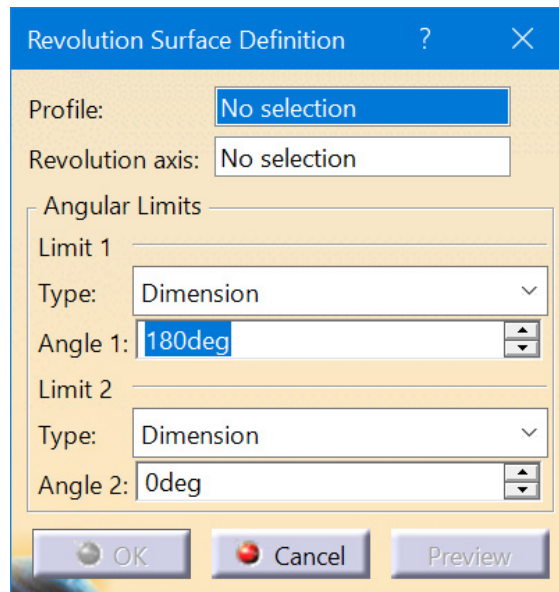 Revolution Surface Definition ?
Profile: No selection
Revolution axis: No selection
Angular Limits
Limit 1
Type: Dimension
Angle 1: 180deg
Limit 2
Type: Dimension
Angle 2: 0deg
OK Cancel Preview